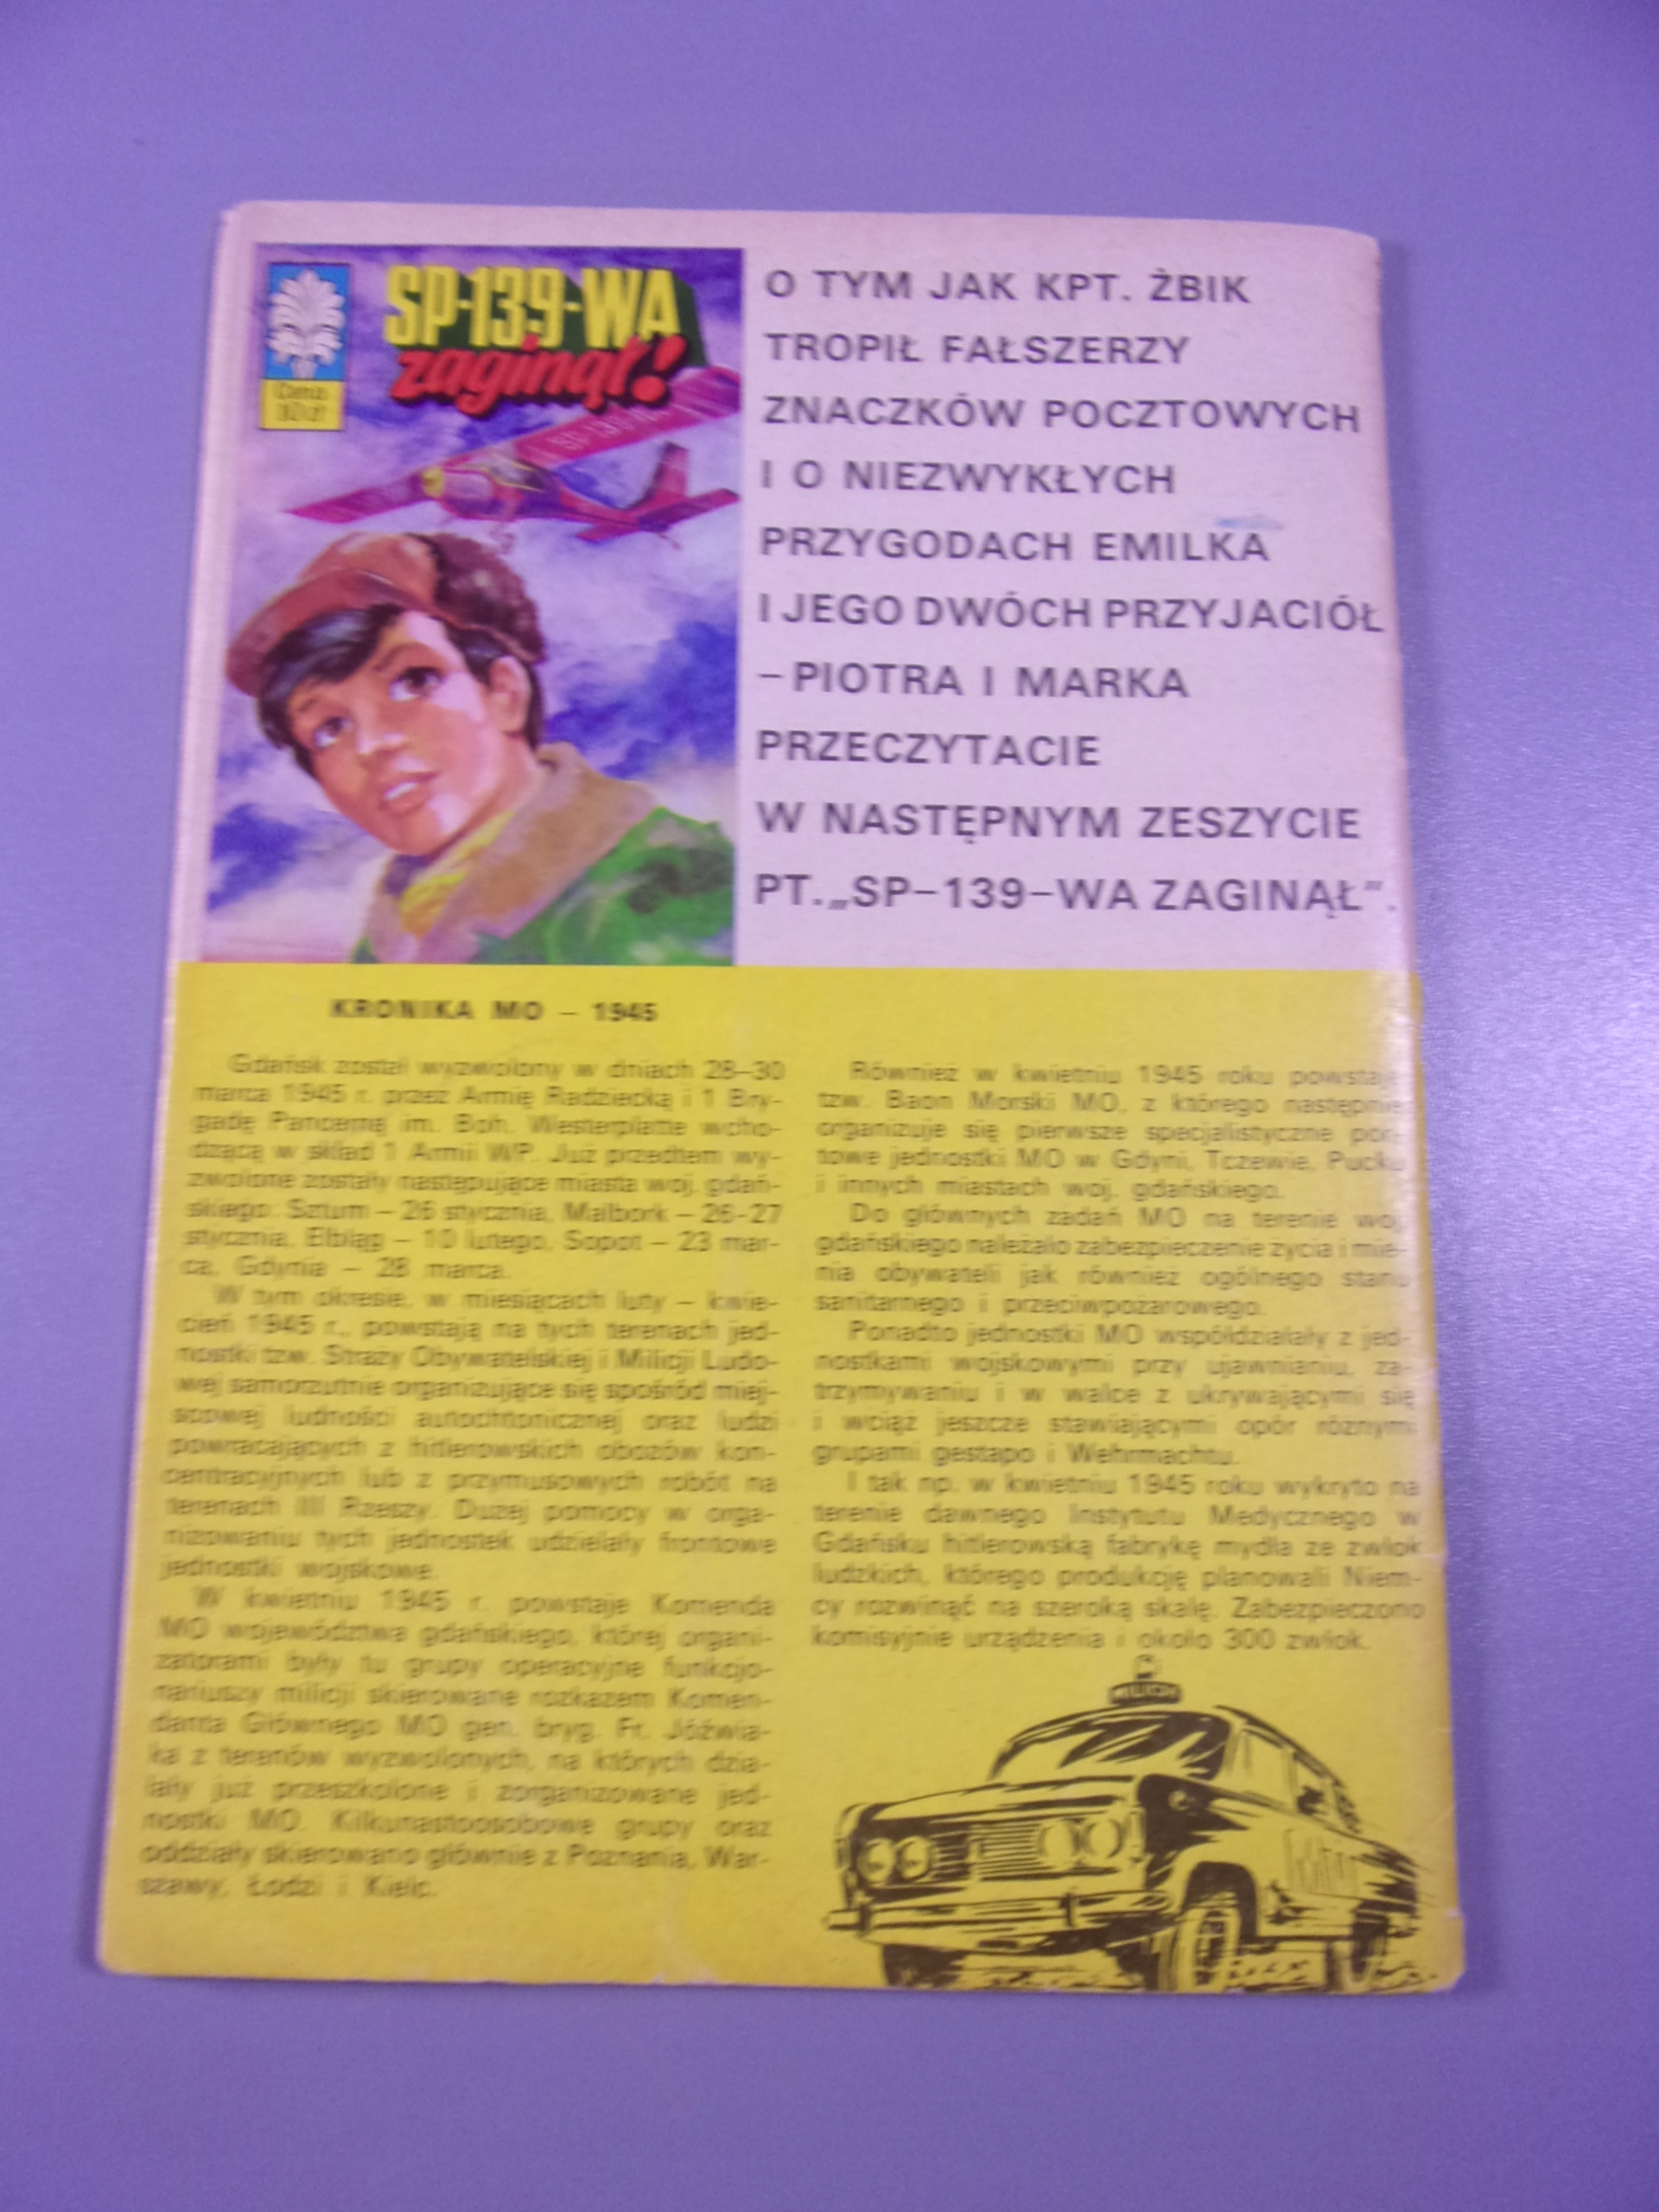 SP-139-WA
zaginął!
Cena
10 zł
SP-139-WA
O TYM JAK KPT. ŻBIK
TROPIŁ FAŁSZERZY
ZNACZKÓW POCZTOWYCH
I O NIEZWYKŁYCH
PRZYGODACH EMILKA
I JEGO DWÓCH PRZYJACIÓŁ
– PIOTRA I MARKA
PRZECZYTACIE
W NASTĘPNYM ZESZYCIE
PT. „SP–139–WA ZAGINĄŁ".
KRONIKA MO – 1945
Gdańsk został wyzwolony w dniach 28–30
marca 1945 r. przez Armię Radziecką i 1 Bry-
gadę Pancerną im. Boh. Westerplatte wcho-
dzącą w skład 1 Armii WP. Już przedtem wy-
zwolone zostały następujące miasta woj. gdań-
skiego: Sztum – 26 stycznia, Malbork – 26-27
stycznia, Elbląg – 10 lutego, Sopot – 23 mar-
ca, Gdynia – 28 marca.
W tym okresie, w miesiącach luty – kwie-
cień 1945 r., powstają na tych terenach jed-
nostki tzw. Straży Obywatelskiej i Milicji Ludo-
wej samorzutnie organizujące się spośród miej-
scowej ludności autochtonicznej oraz ludzi
powracających z hitlerowskich obozów kon-
centracyjnych lub z przymusowych robót na
terenach III Rzeszy. Dużej pomocy w orga-
nizowaniu tych jednostek udzielały frontowe
jednostki wojskowe.
W kwietniu 1945 r. powstaje Komenda
MO województwa gdańskiego, której organi-
zatorami były tu grupy operacyjne funkcjo-
nariuszy milicji skierowane rozkazem Komen-
danta Głównego MO gen. bryg. Fr. Jóźwia-
ka z terenów wyzwolonych, na których dzia-
łały już przeszkolone i zorganizowane jed-
nostki MO. Kilkunastoosobowe grupy oraz
oddziały skierowano głównie z Poznania, War-
szawy, Łodzi i Kielc.
Również w kwietniu 1945 roku powstaje
tzw. Baon Morski MO, z którego następnie
organizuje się pierwsze specjalistyczne por-
towe jednostki MO w Gdyni, Tczewie, Pucku
i innych miastach woj. gdańskiego.
Do głównych zadań MO na terenie woj.
gdańskiego należało zabezpieczenie życia i mie-
nia obywateli jak również ogólnego stanu
sanitarnego i przeciwpożarowego.
Ponadto jednostki MO współdziałały z jed-
nostkami wojskowymi przy ujawnianiu, za-
trzymywaniu i w walce z ukrywającymi się
i wciąż jeszcze stawiającymi opór różnymi
grupami gestapo i Wehrmachtu.
I tak np. w kwietniu 1945 roku wykryto na
terenie dawnego Instytutu Medycznego w
Gdańsku hitlerowską fabrykę mydła ze zwłok
ludzkich, którego produkcję planowali Niem-
cy rozwinąć na szeroką skalę. Zabezpieczono
komisyjnie urządzenia i około 300 zwłok.
MILICJA